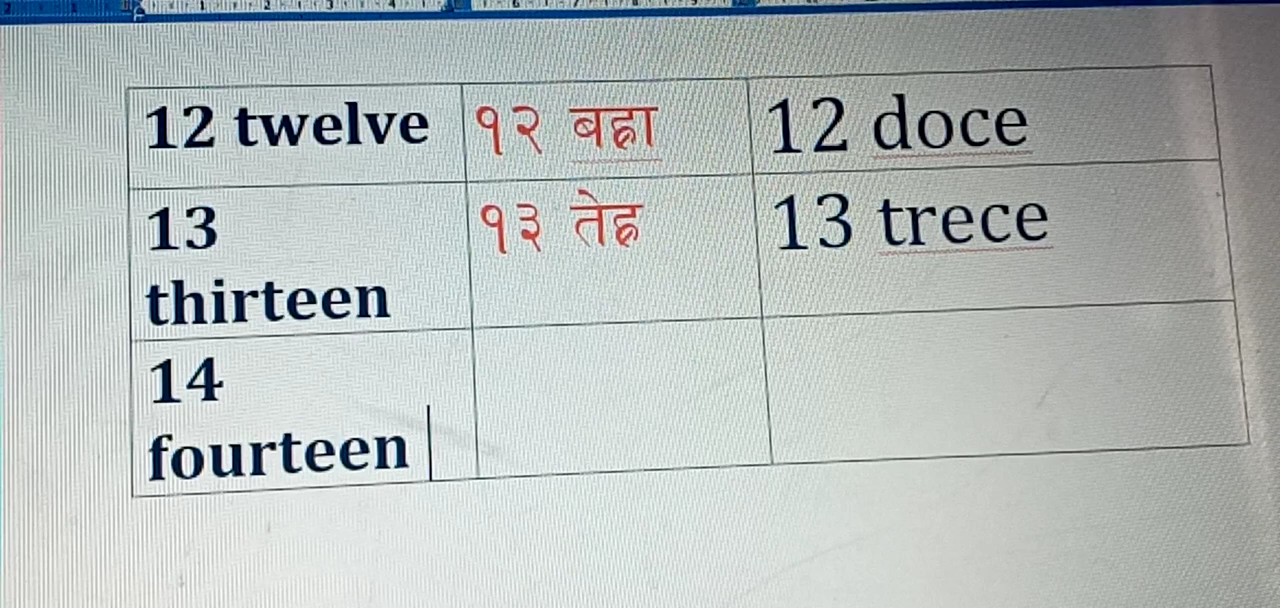 12 twelve १२ बह्रा 12 doce
13 १३ तेह्र 13 trece
thirteen
14
fourteen